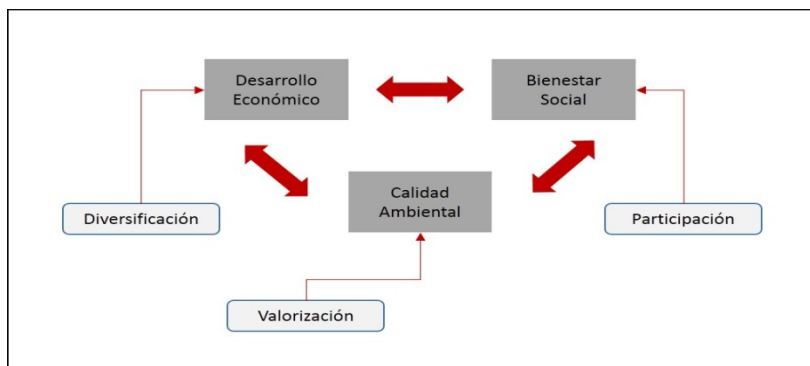 Desarrollo
Económico
Bienestar
Social
Calidad
Ambiental
Diversificación
Participación
Valorización